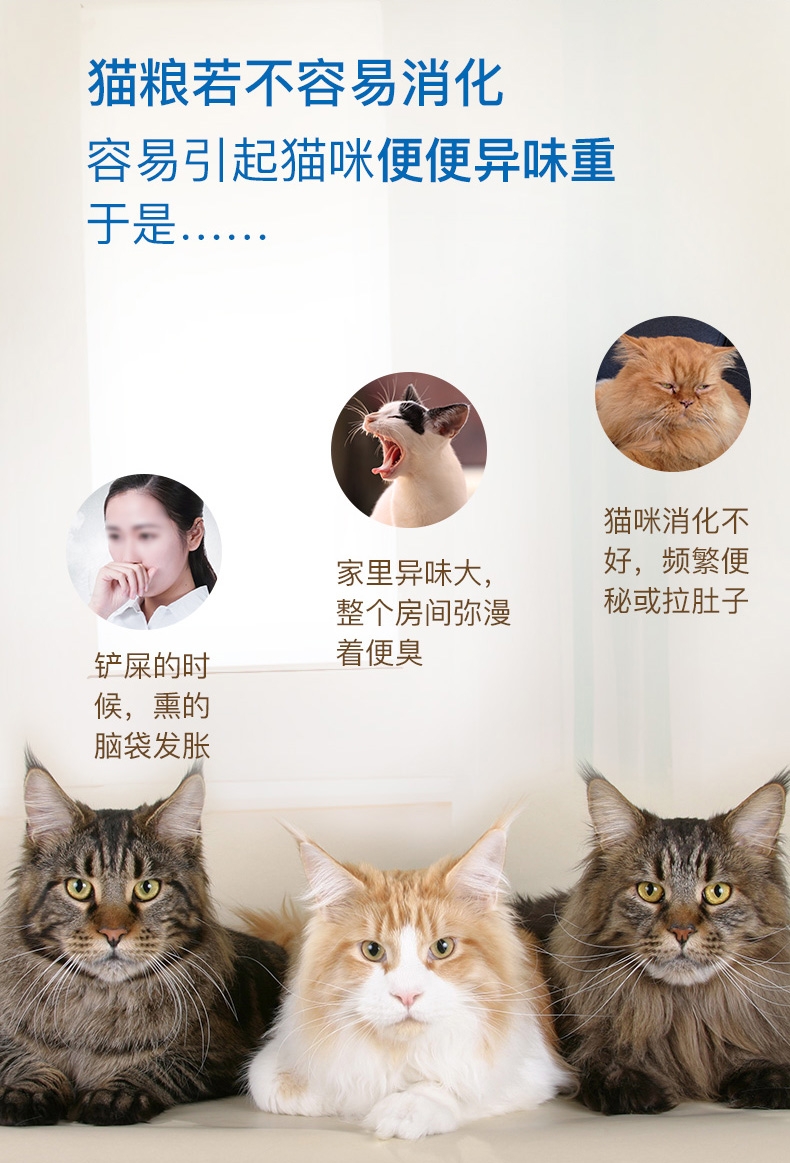 猫粮若不容易消化
容易引起猫咪便便异味重
于是……
猫咪消化不
好，频繁便
秘或拉肚子
家里异味大，
整个房间弥漫
着便臭
铲屎的时
候，熏的
脑袋发胀